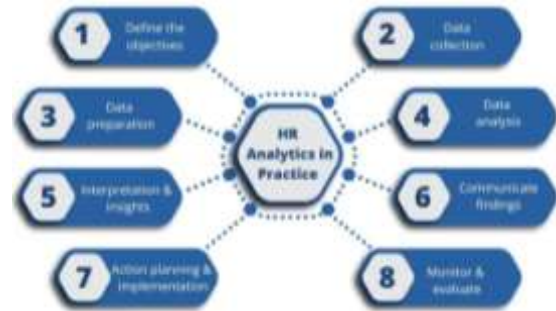 1
Define the
objectives
2
Data
collection
3
Data
preparation
HR
Analytics in
Practice
4
Data
analysis
5
Interpretation &
insights
6
Communicate
findings
7
Action planning &
implementation
8
Monitor &
evaluate